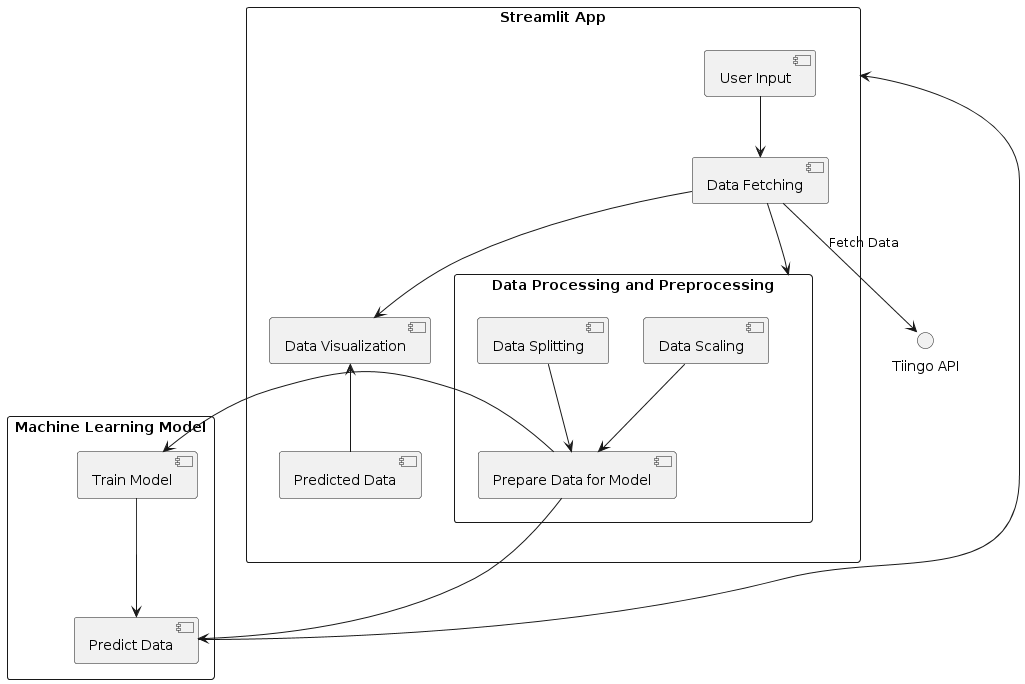 Streamlit App
User Input
Data Fetching
Fetch Data
Data Processing and Preprocessing
Data Visualization
Data Splitting
Data Scaling
Tiingo API
Machine Learning Model
Train Model
Predicted Data
Prepare Data for Model
Predict Data